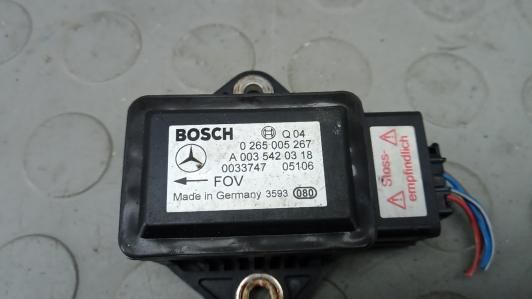 BOSCH Q 04
0 265 005 267
A 003 542 03 18
0033747 05106
FOV
Made in Germany 3593 080
Stoss-
empfindlich